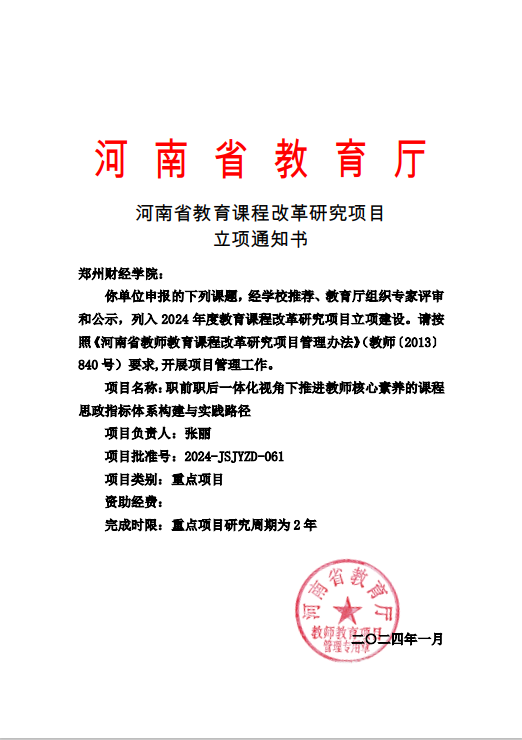 河南省教育厅
河南省教育课程改革研究项目
立项通知书
郑州财经学院：
你单位申报的下列课题，经学校推荐、教育厅组织专家评审
和公示，列入 2024 年度教育课程改革研究项目立项建设。请按
照《河南省教师教育课程改革研究项目管理办法》（教师〔2013〕
840 号）要求,开展项目管理工作。
项目名称：职前职后一体化视角下推进教师核心素养的课程
思政指标体系构建与实践路径
项目负责人：张丽
项目批准号：2024-JSJYZD-061
项目类别：重点项目
资助经费：
完成时限：重点项目研究周期为 2 年
河南省教育厅
教师教育项目
管理专用章
二〇二四年一月